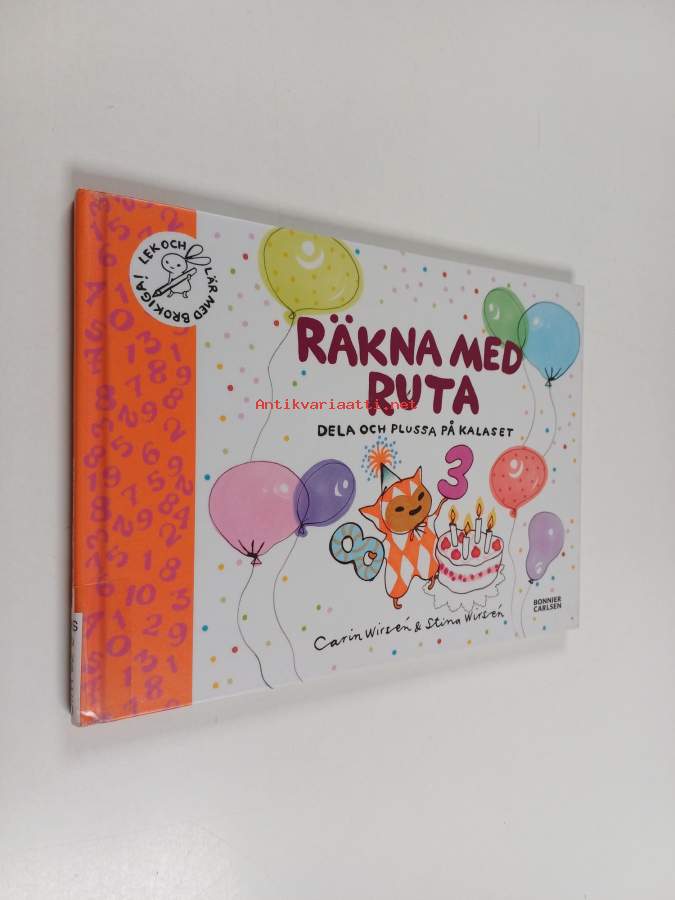 LEK OCH
LÄR MED BROKIGA!
RÄKNA MED
RUTA
Antikvariaatti.net
DELA OCH PLUSSA PÅ KALASET
3
8
Carin Wirsén & Stina Wirsén
BONNIER
CARLSEN
S